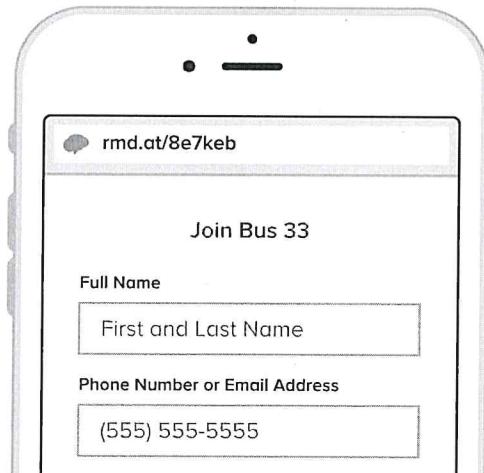 rmd.at/8e7keb
Join Bus 33
Full Name
First and Last Name
Phone Number or Email Address
(555) 555-5555